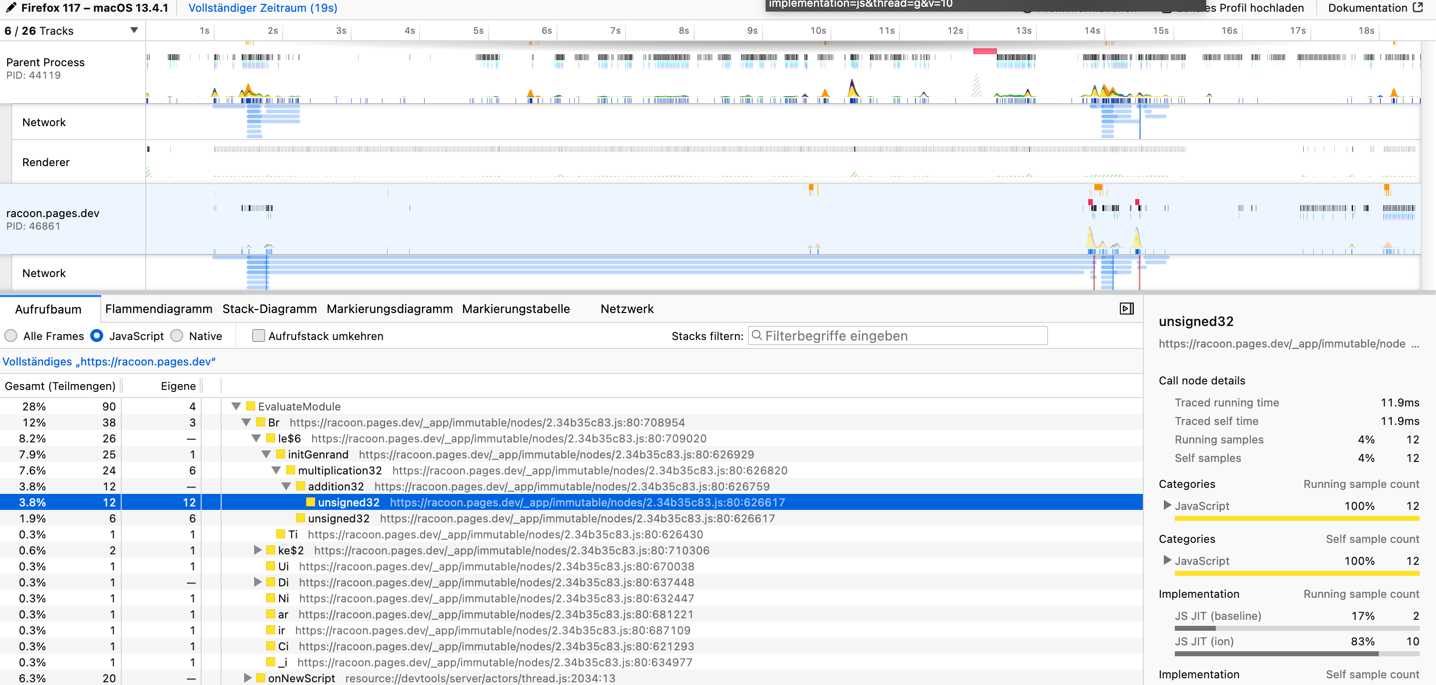 Firefox 117 – macOS 13.4.1 Vollständiger Zeitraum (19s) implementation=js&thread=g&v=10 Profil hochladen Dokumentation
6 / 26 Tracks 1s 2s 3s 4s 5s 6s 7s 8s 9s 10s 11s 12s 13s 14s 15s 16s 17s 18s
Parent Process
PID: 44119
Network
Renderer
racoon.pages.dev
PID: 46861
Network
Aufrufbaum Flammendiagramm Stack-Diagramm Markierungsdiagramm Markierungstabelle Netzwerk
Alle Frames JavaScript Native Aufrufstack umkehren Stacks filtern: Filterbegriffe eingeben
Vollständiges „https://racoon.pages.dev“
Gesamt (Teilmengen) Eigene
28% 90 4 EvaluateModule
12% 38 3 Br https://racoon.pages.dev/_app/immutable/nodes/2.34b35c83.js:80:708954
8.2% 26 — le$6 https://racoon.pages.dev/_app/immutable/nodes/2.34b35c83.js:80:709020
7.9% 25 1 initGenrand https://racoon.pages.dev/_app/immutable/nodes/2.34b35c83.js:80:626929
7.6% 24 6 multiplication32 https://racoon.pages.dev/_app/immutable/nodes/2.34b35c83.js:80:626820
3.8% 12 — addition32 https://racoon.pages.dev/_app/immutable/nodes/2.34b35c83.js:80:626759
3.8% 12 12 unsigned32 https://racoon.pages.dev/_app/immutable/nodes/2.34b35c83.js:80:626617
1.9% 6 6 unsigned32 https://racoon.pages.dev/_app/immutable/nodes/2.34b35c83.js:80:626617
0.3% 1 1 Ti https://racoon.pages.dev/_app/immutable/nodes/2.34b35c83.js:80:626430
0.6% 2 1 ke$2 https://racoon.pages.dev/_app/immutable/nodes/2.34b35c83.js:80:710306
0.3% 1 1 Ui https://racoon.pages.dev/_app/immutable/nodes/2.34b35c83.js:80:670038
0.3% 1 — Di https://racoon.pages.dev/_app/immutable/nodes/2.34b35c83.js:80:637448
0.3% 1 1 Ni https://racoon.pages.dev/_app/immutable/nodes/2.34b35c83.js:80:632447
0.3% 1 1 ar https://racoon.pages.dev/_app/immutable/nodes/2.34b35c83.js:80:681221
0.3% 1 1 ir https://racoon.pages.dev/_app/immutable/nodes/2.34b35c83.js:80:687109
0.3% 1 1 Ci https://racoon.pages.dev/_app/immutable/nodes/2.34b35c83.js:80:621293
0.3% 1 1 _i https://racoon.pages.dev/_app/immutable/nodes/2.34b35c83.js:80:634977
6.3% 20 — onNewScript resource://devtools/server/actors/thread.js:2034:13
unsigned32
https://racoon.pages.dev/_app/immutable/node ...
Call node details
Traced running time 11.9ms
Traced self time 11.9ms
Running samples 4% 12
Self samples 4% 12
Categories Running sample count
JavaScript 100% 12
Categories Self sample count
JavaScript 100% 12
Implementation Running sample count
JS JIT (baseline) 17% 2
JS JIT (ion) 83% 10
Implementation Self sample count